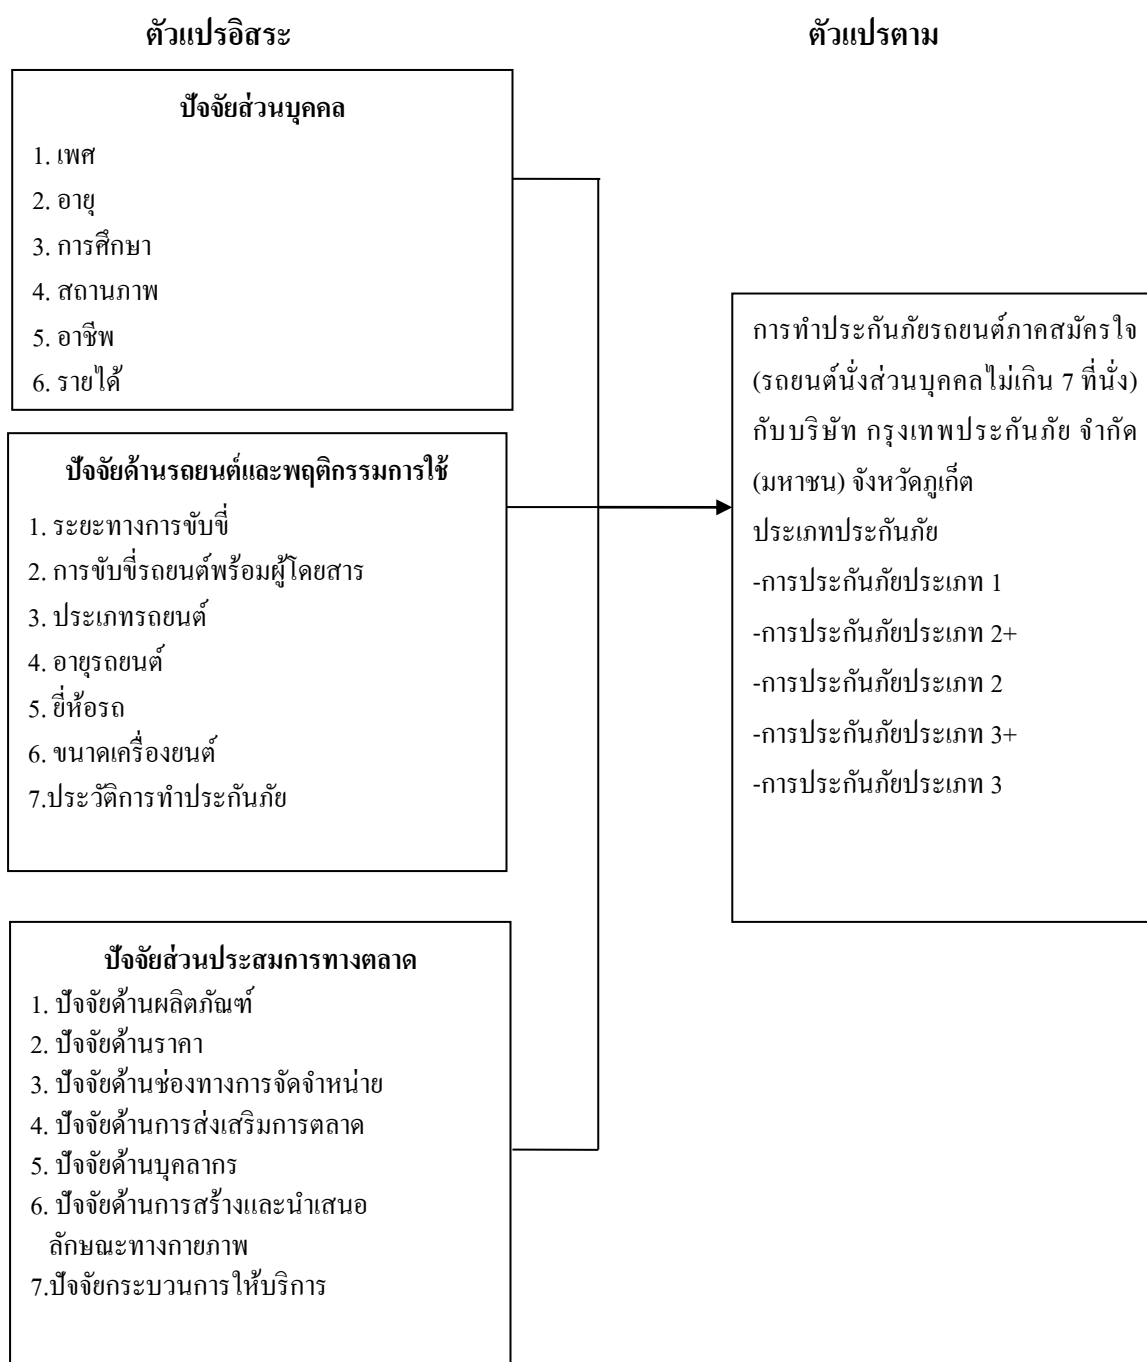 ตัวแปรอิสระ
ตัวแปรตาม
ปัจจัยส่วนบุคคล
1. เพศ
2. อายุ
3. การศึกษา
4. สถานภาพ
5. อาชีพ
6. รายได้
ปัจจัยด้านรถยนต์และพฤติกรรมการใช้
1. ระยะทางการขับขี่
2. การขับขี่รถยนต์พร้อมผู้โดยสาร
3. ประเภทรถยนต์
4. อายุรถยนต์
5. ยี่ห้อรถ
6. ขนาดเครื่องยนต์
7.ประวัติการทำประกันภัย
ปัจจัยส่วนประสมการทางตลาด
1. ปัจจัยด้านผลิตภัณฑ์
2. ปัจจัยด้านราคา
3. ปัจจัยด้านช่องทางการจัดจำหน่าย
4. ปัจจัยด้านการส่งเสริมการตลาด
5. ปัจจัยด้านบุคลากร
6. ปัจจัยด้านการสร้างและนำเสนอ
ลักษณะทางกายภาพ
7.ปัจจัยกระบวนการให้บริการ
การทำประกันภัยรถยนต์ภาคสมัครใจ
(รถยนต์นั่งส่วนบุคคลไม่เกิน 7 ที่นั่ง)
กับบริษัท กรุงเทพประกันภัย จำกัด
(มหาชน) จังหวัดภูเก็ต
ประเภทประกันภัย
-การประกันภัยประเภท 1
-การประกันภัยประเภท 2+
-การประกันภัยประเภท 2
-การประกันภัยประเภท 3+
-การประกันภัยประเภท 3